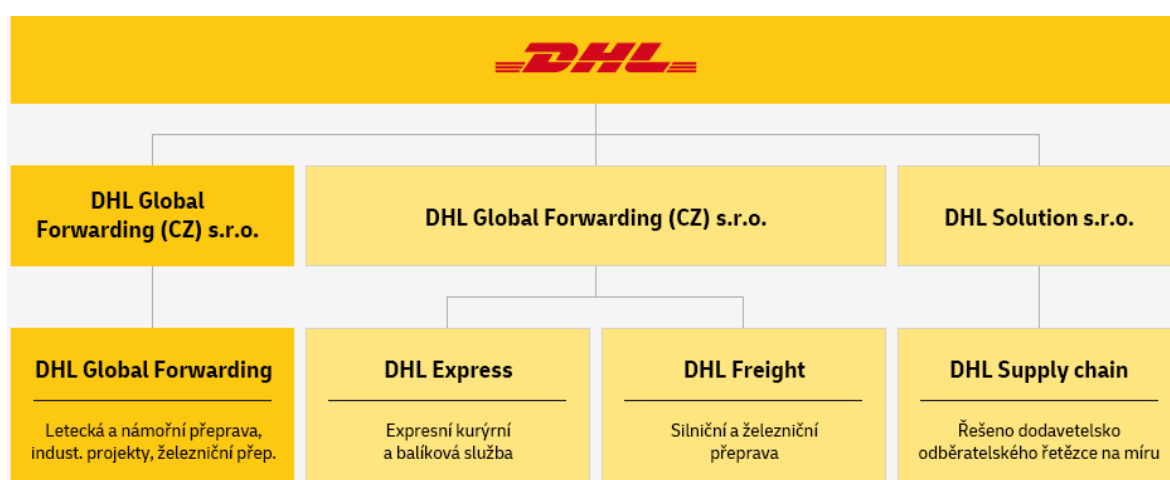 DHL
DHL Global
Forwarding (CZ) s.r.o.
DHL Global Forwarding (CZ) s.r.o.
DHL Solution s.r.o.
DHL Global Forwarding
Letecká a námořní přeprava,
indust. projekty, železniční přep.
DHL Express
Expresní kurýrní
a balíková služba
DHL Freight
Silniční a železniční
přeprava
DHL Supply chain
Řešeno dodavatelsko
odběratelského řetězce na míru